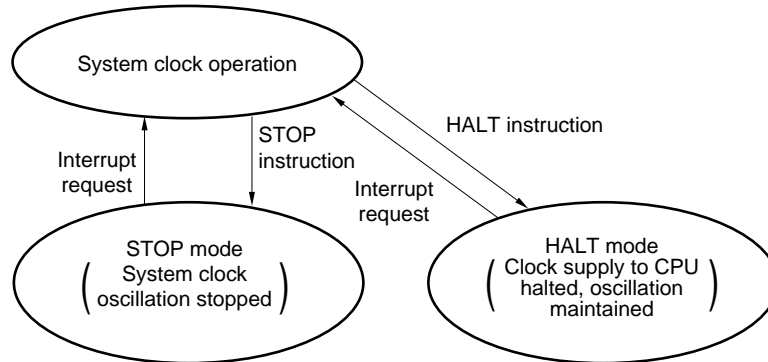 System clock operation
HALT instruction
STOP
instruction
Interrupt
request
Interrupt
request
STOP mode
( System clock
oscillation stopped )
HALT mode
( Clock supply to CPU
halted, oscillation
maintained )